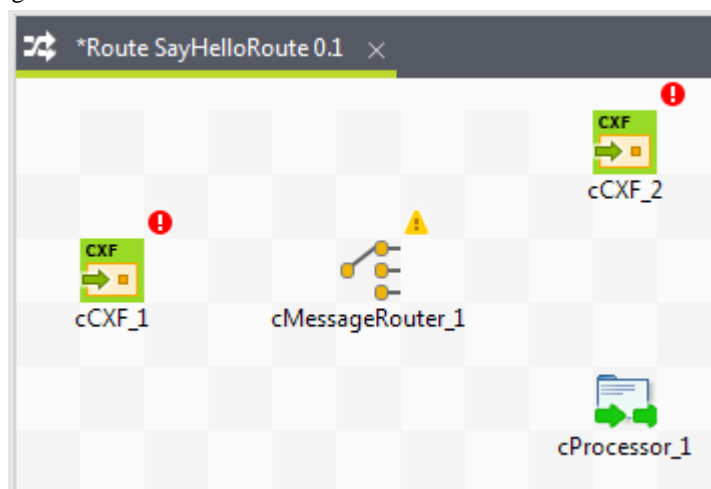 *Route SayHelloRoute 0.1
CXF
cCXF_2
CXF
cCXF_1
cMessageRouter_1
cProcessor_1